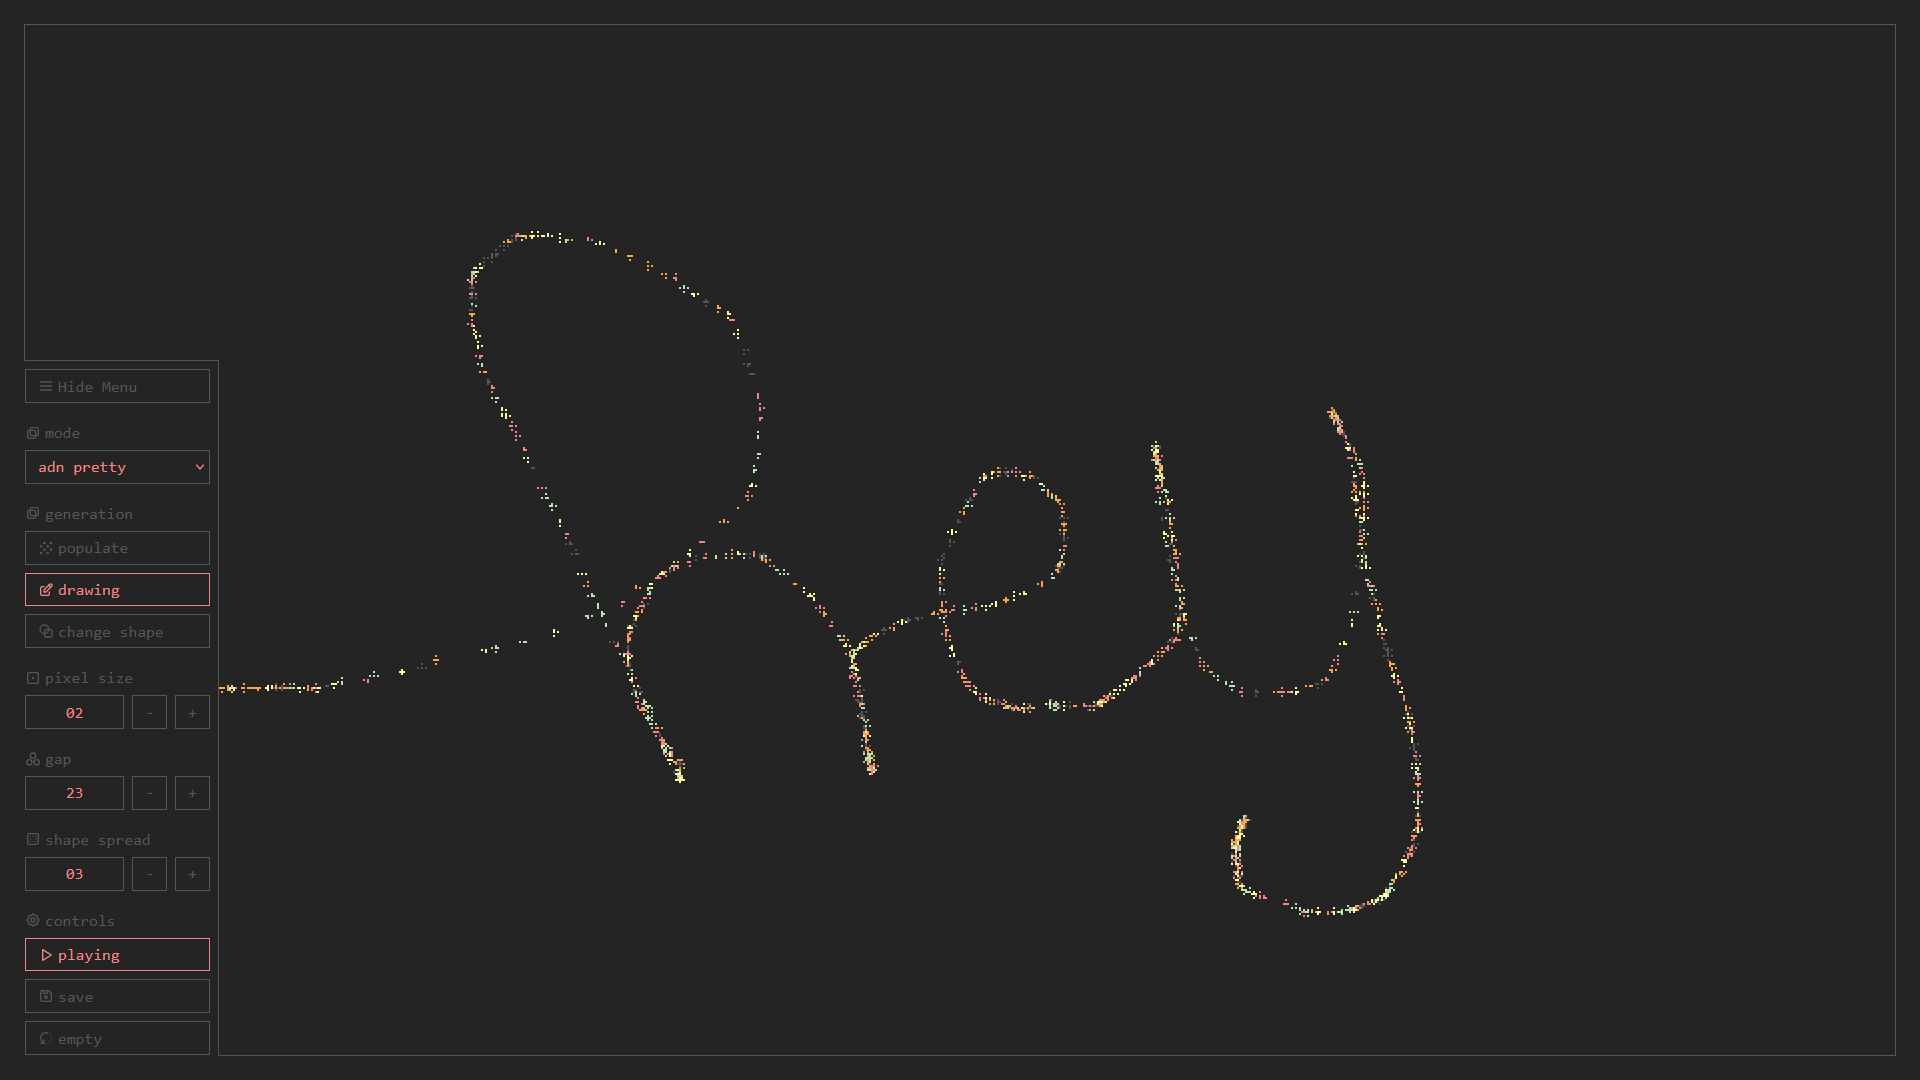 hey
Hide Menu
mode
adn pretty
generation
populate
drawing
change shape
pixel size
02 - +
gap
23 - +
shape spread
03 - +
controls
playing
save
empty